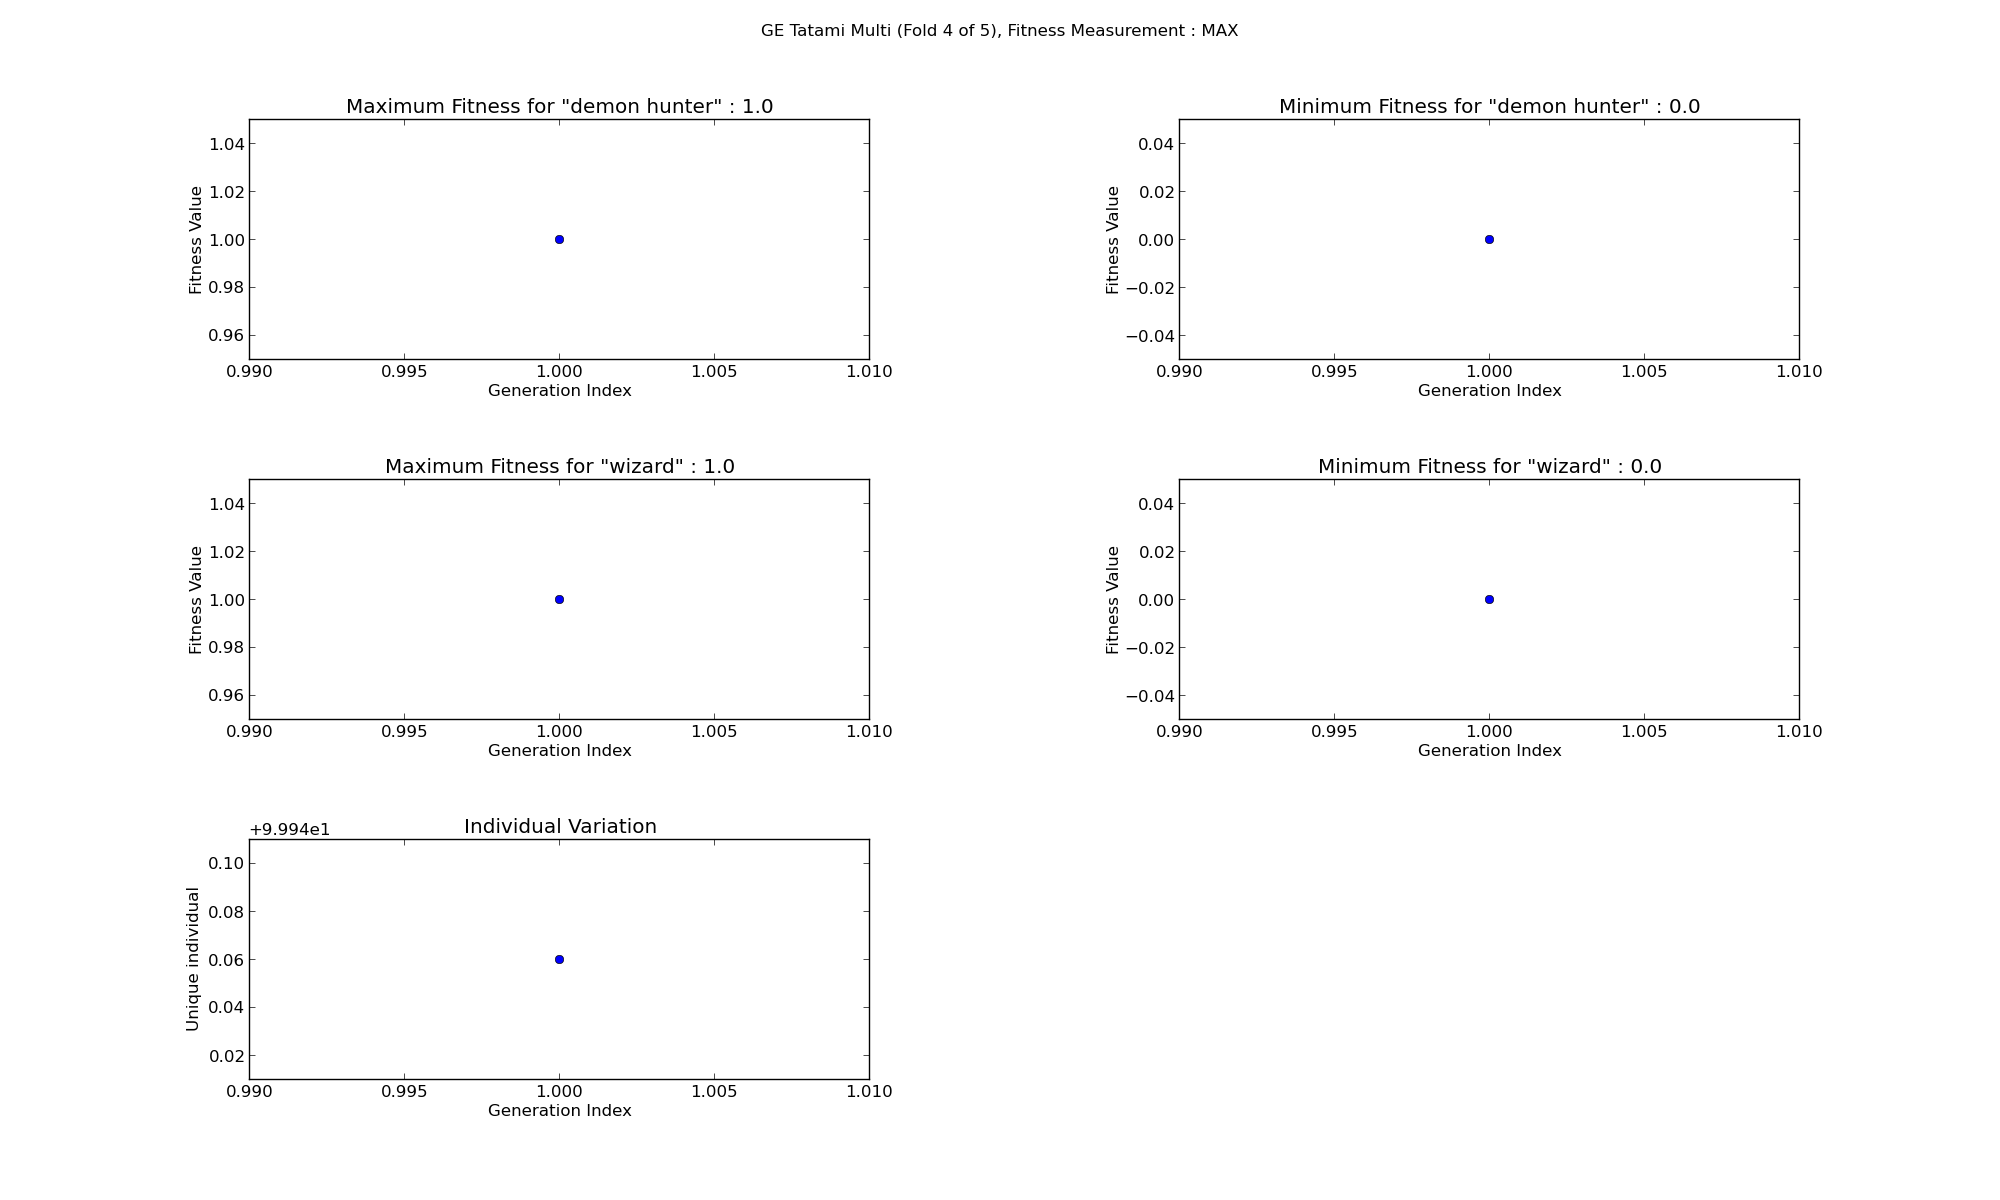 GE Tatami Multi (Fold 4 of 5), Fitness Measurement : MAX
Maximum Fitness for "demon hunter" : 1.0
1.04
1.02
1.00
0.98
0.96
Fitness Value
0.990 0.995 1.000 1.005 1.010
Generation Index
Minimum Fitness for "demon hunter" : 0.0
0.04
0.02
0.00
−0.02
−0.04
Fitness Value
0.990 0.995 1.000 1.005 1.010
Generation Index
Maximum Fitness for "wizard" : 1.0
1.04
1.02
1.00
0.98
0.96
Fitness Value
0.990 0.995 1.000 1.005 1.010
Generation Index
Minimum Fitness for "wizard" : 0.0
0.04
0.02
0.00
−0.02
−0.04
Fitness Value
0.990 0.995 1.000 1.005 1.010
Generation Index
Individual Variation
+9.994e1
0.10
0.08
0.06
0.04
0.02
Unique individual
0.990 0.995 1.000 1.005 1.010
Generation Index